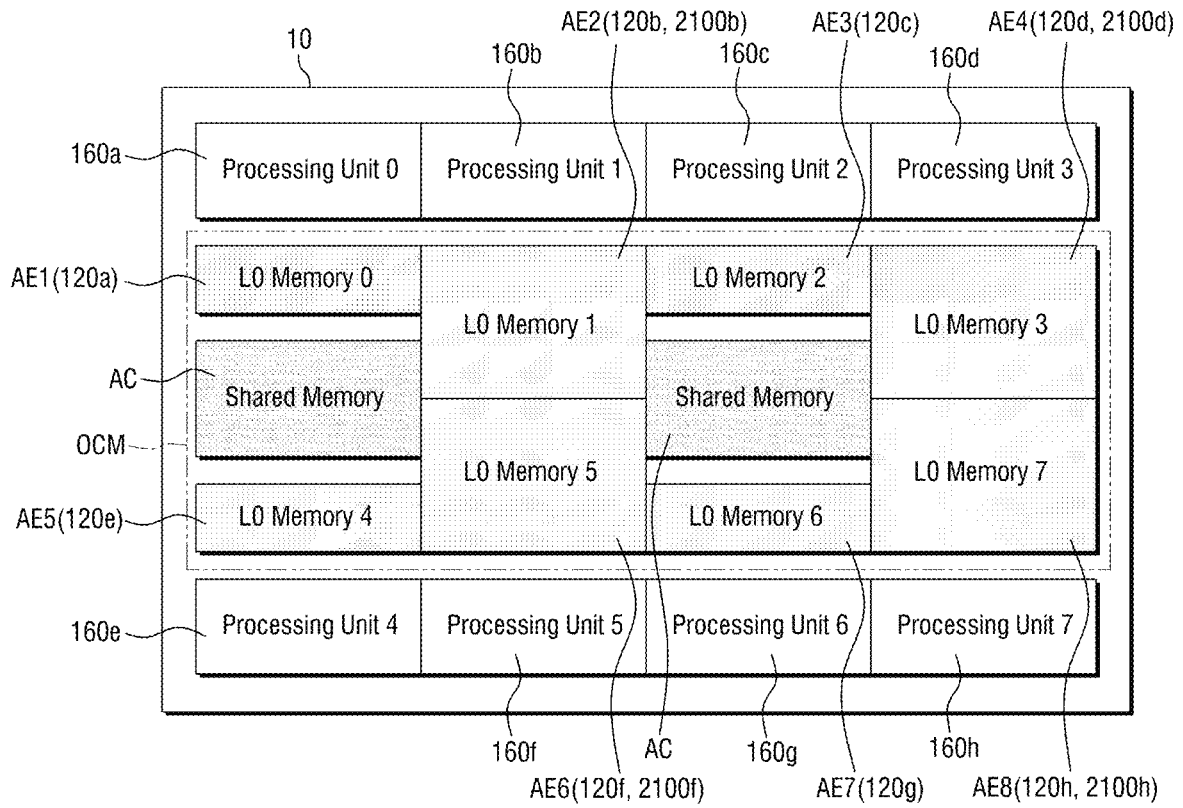 AE2(120b, 2100b) AE3(120c) AE4(120d, 2100d)
10 160b 160c 160d
160a Processing Unit 0 Processing Unit 1 Processing Unit 2 Processing Unit 3
AE1(120a) L0 Memory 0 L0 Memory 2
L0 Memory 1 L0 Memory 3
AC Shared Memory Shared Memory
OCM
L0 Memory 5 L0 Memory 7
AE5(120e) L0 Memory 4 L0 Memory 6
160e Processing Unit 4 Processing Unit 5 Processing Unit 6 Processing Unit 7
160f AC 160g 160h
AE6(120f, 2100f) AE7(120g) AE8(120h, 2100h)